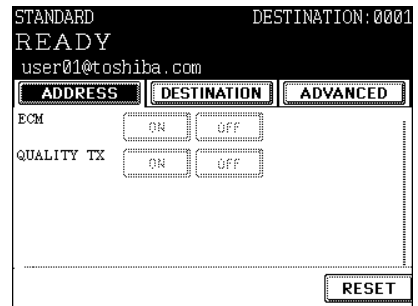 STANDARD DESTINATION:0001
READY
user01@toshiba.com
ADDRESS DESTINATION ADVANCED
ECM ON OFF
QUALITY TX ON OFF
RESET